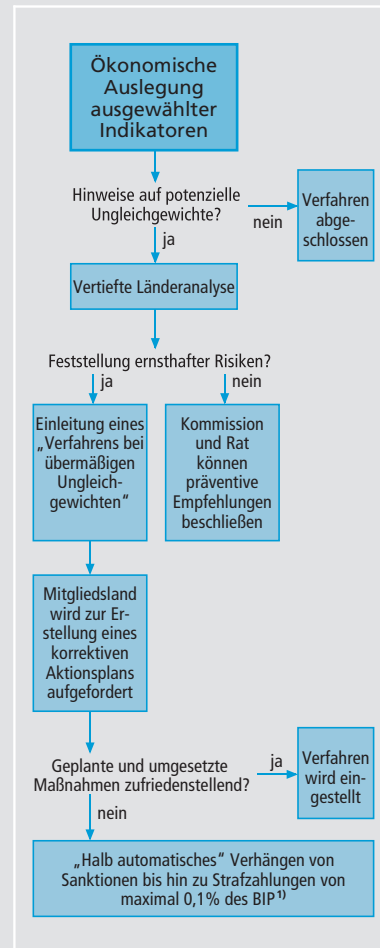 Ökonomische
Auslegung
ausgewählter
Indikatoren
Hinweise auf potenzielle
Ungleichgewichte?
nein
Verfahren
abge-
schlossen
ja
Vertiefte Länderanalyse
Feststellung ernsthafter Risiken?
ja
nein
Einleitung eines
„Verfahrens bei
übermäßigen
Ungleich-
gewichten“
Kommission
und Rat
können
präventive
Empfehlungen
beschließen
Mitgliedsland
wird zur Er-
stellung eines
korrektiven
Aktionsplans
aufgefordert
Geplante und umgesetzte
Maßnahmen zufriedenstellend?
ja
Verfahren
wird ein-
gestellt
nein
„Halb automatisches“ Verhängen von
Sanktionen bis hin zu Strafzahlungen von
maximal 0,1% des BIP¹⁾